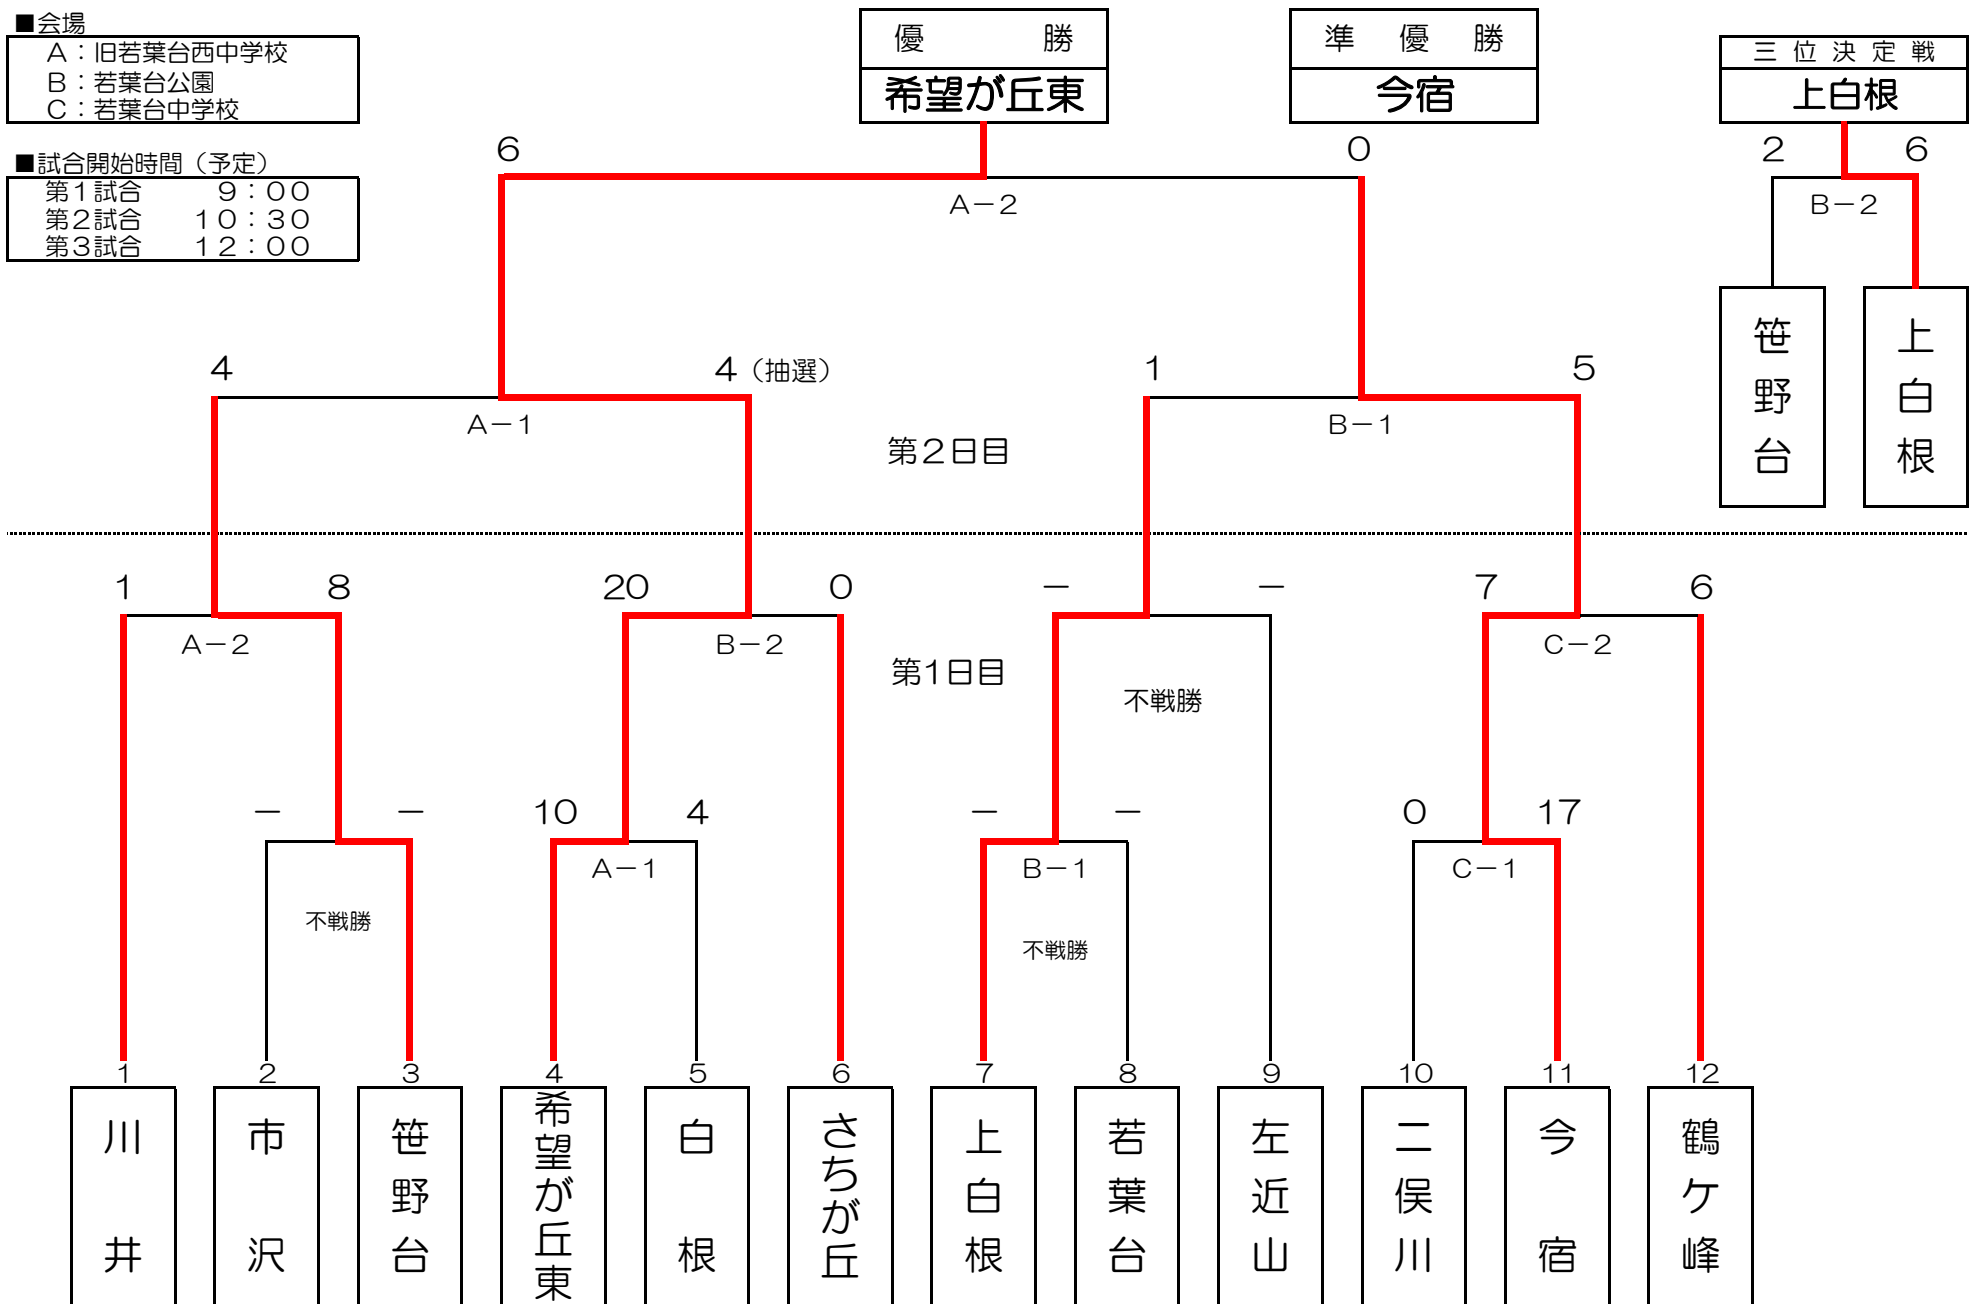 ■会場
A：旧若葉台西中学校
B：若葉台公園
C：若葉台中学校
■試合開始時間（予定）
第1試合　9：00
第2試合　10：30
第3試合　12：00
優勝
希望が丘東
準優勝
今宿
三位決定戦
上白根
2　6
B－2
笹野台
上白根
6　0
A－2
4　4（抽選）
A－1
1　5
B－1
第2日目
1　8
A－2
20　0
B－2
－　－
不戦勝
7　6
C－2
第1日目
－　－
不戦勝
10　4
A－1
－　－
B－1
不戦勝
0　17
C－1
1　2　3　4　5　6　7　8　9　10　11　12
川井
市沢
笹野台
希望が丘東
白根
さちが丘
上白根
若葉台
左近山
二俣川
今宿
鶴ケ峰